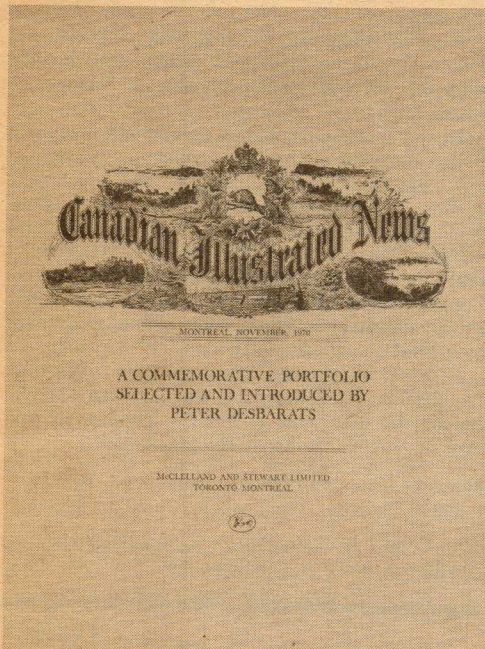 Canadian Illustrated News
MONTREAL, NOVEMBER, 1970
A COMMEMORATIVE PORTFOLIO
SELECTED AND INTRODUCED BY
PETER DESBARATS
McCLELLAND AND STEWART LIMITED
TORONTO MONTREAL